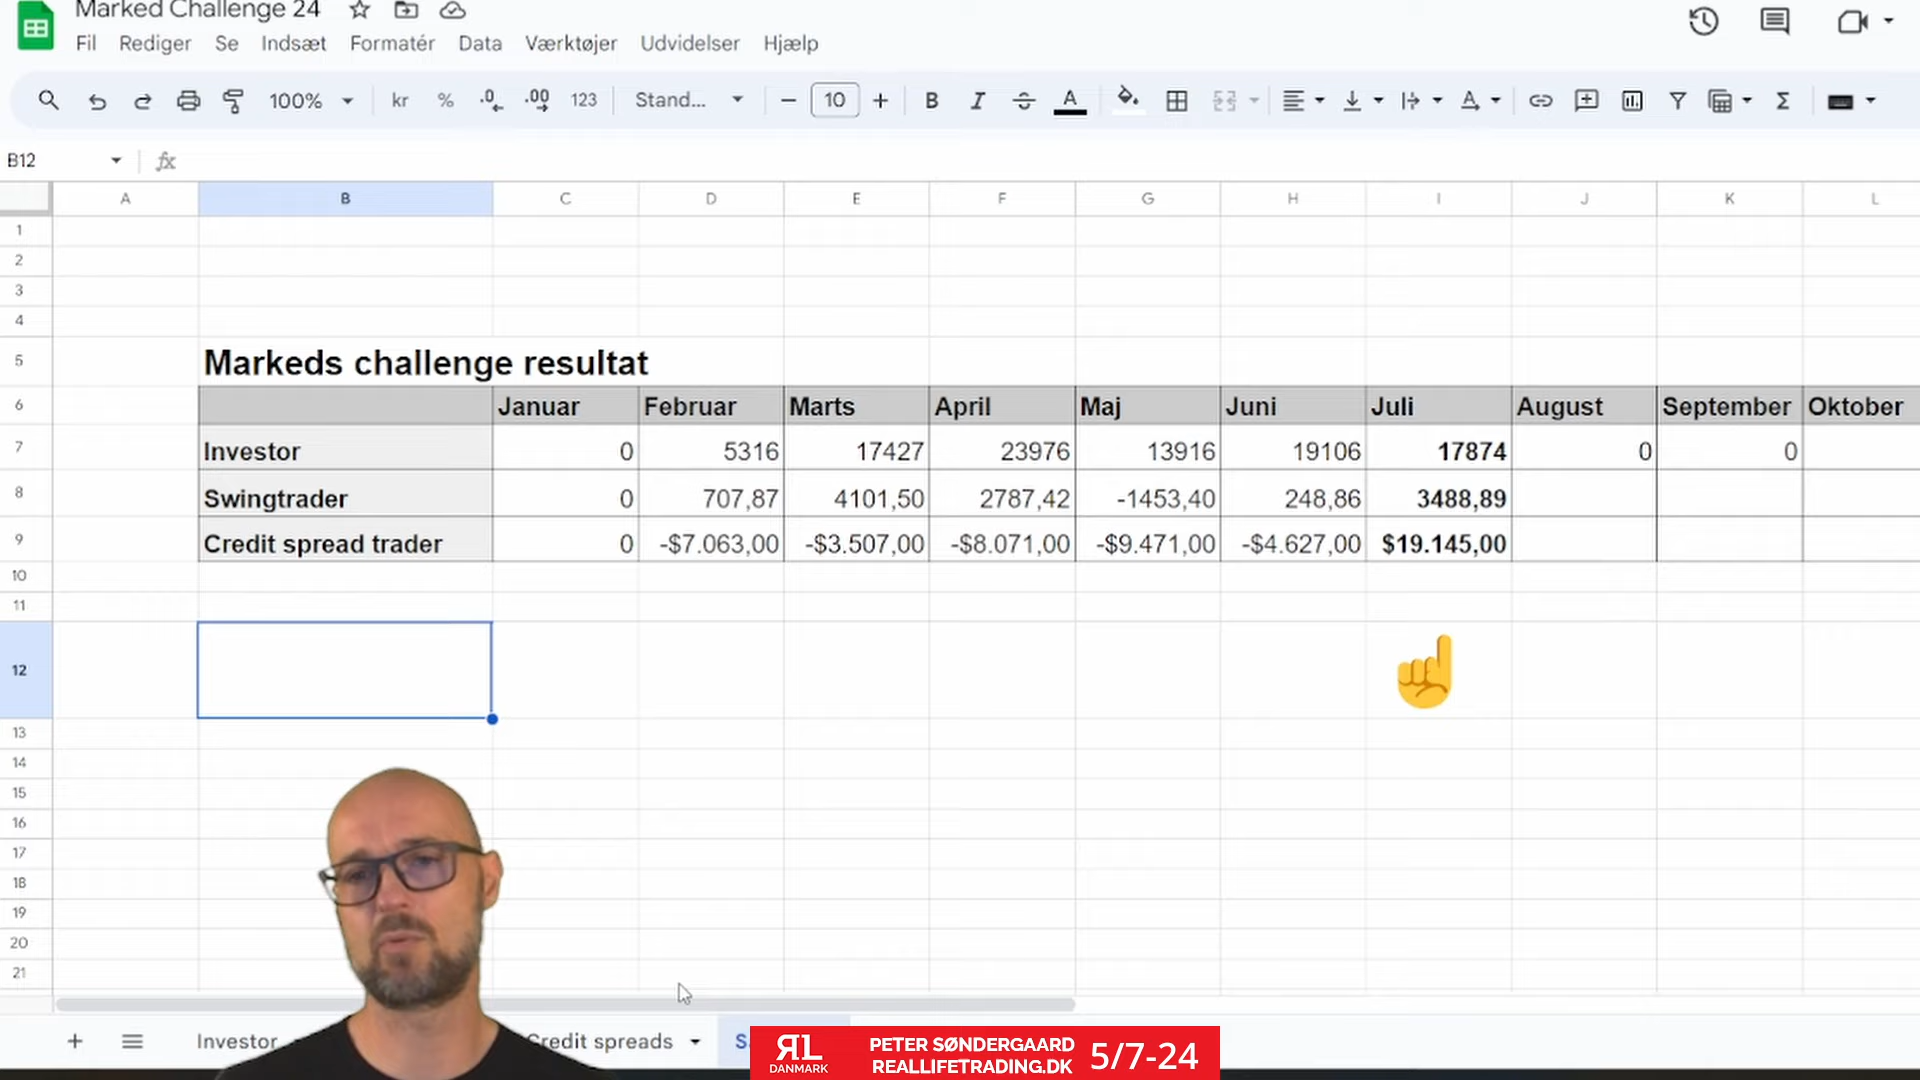 Marked Challenge 24
Fil Rediger Se Indsæt Formatér Data Værktøjer Udvidelser Hjælp
100% kr % .0 .00 123 Stand... 10 B I A
B12 fx
A B C D E F G H I J K L
1
2
3
4
5 Markeds challenge resultat
6 Januar Februar Marts April Maj Juni Juli August September Oktober
7 Investor 0 5316 17427 23976 13916 19106 17874 0 0
8 Swingtrader 0 707,87 4101,50 2787,42 -1453,40 248,86 3488,89
9 Credit spread trader 0 -$7.063,00 -$3.507,00 -$8.071,00 -$9.471,00 -$4.627,00 $19.145,00
10
11
12
13
14
15
16
17
18
19
20
21
Investor Credit spreads
RL
DANMARK
PETER SØNDERGAARD
REALLIFETRADING.DK
5/7-24